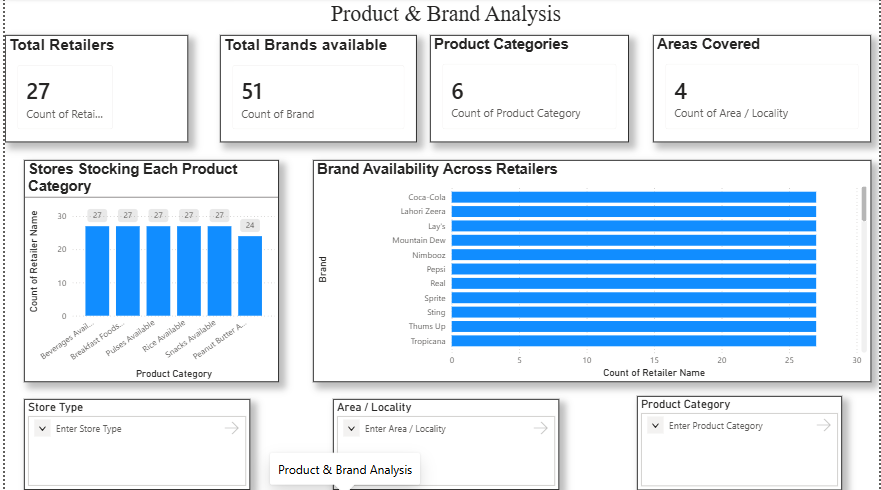 Product & Brand Analysis
Total Retailers
27
Count of Retai...
Total Brands available
51
Count of Brand
Product Categories
6
Count of Product Category
Areas Covered
4
Count of Area / Locality
Stores Stocking Each Product
Category
Count of Retailer Name
30
20
10
0
27
27
27
27
27
24
Beverages Avail...
Breakfast Foods...
Pulses Available
Rice Available
Snacks Available
Peanut Butter A...
Product Category
Brand Availability Across Retailers
Brand
Coca-Cola
Lahori Zeera
Lay's
Mountain Dew
Nimbooz
Pepsi
Real
Sprite
Sting
Thums Up
Tropicana
0
5
10
15
20
25
30
Count of Retailer Name
Store Type
Enter Store Type
Area / Locality
Enter Area / Locality
Product Category
Enter Product Category
Product & Brand Analysis